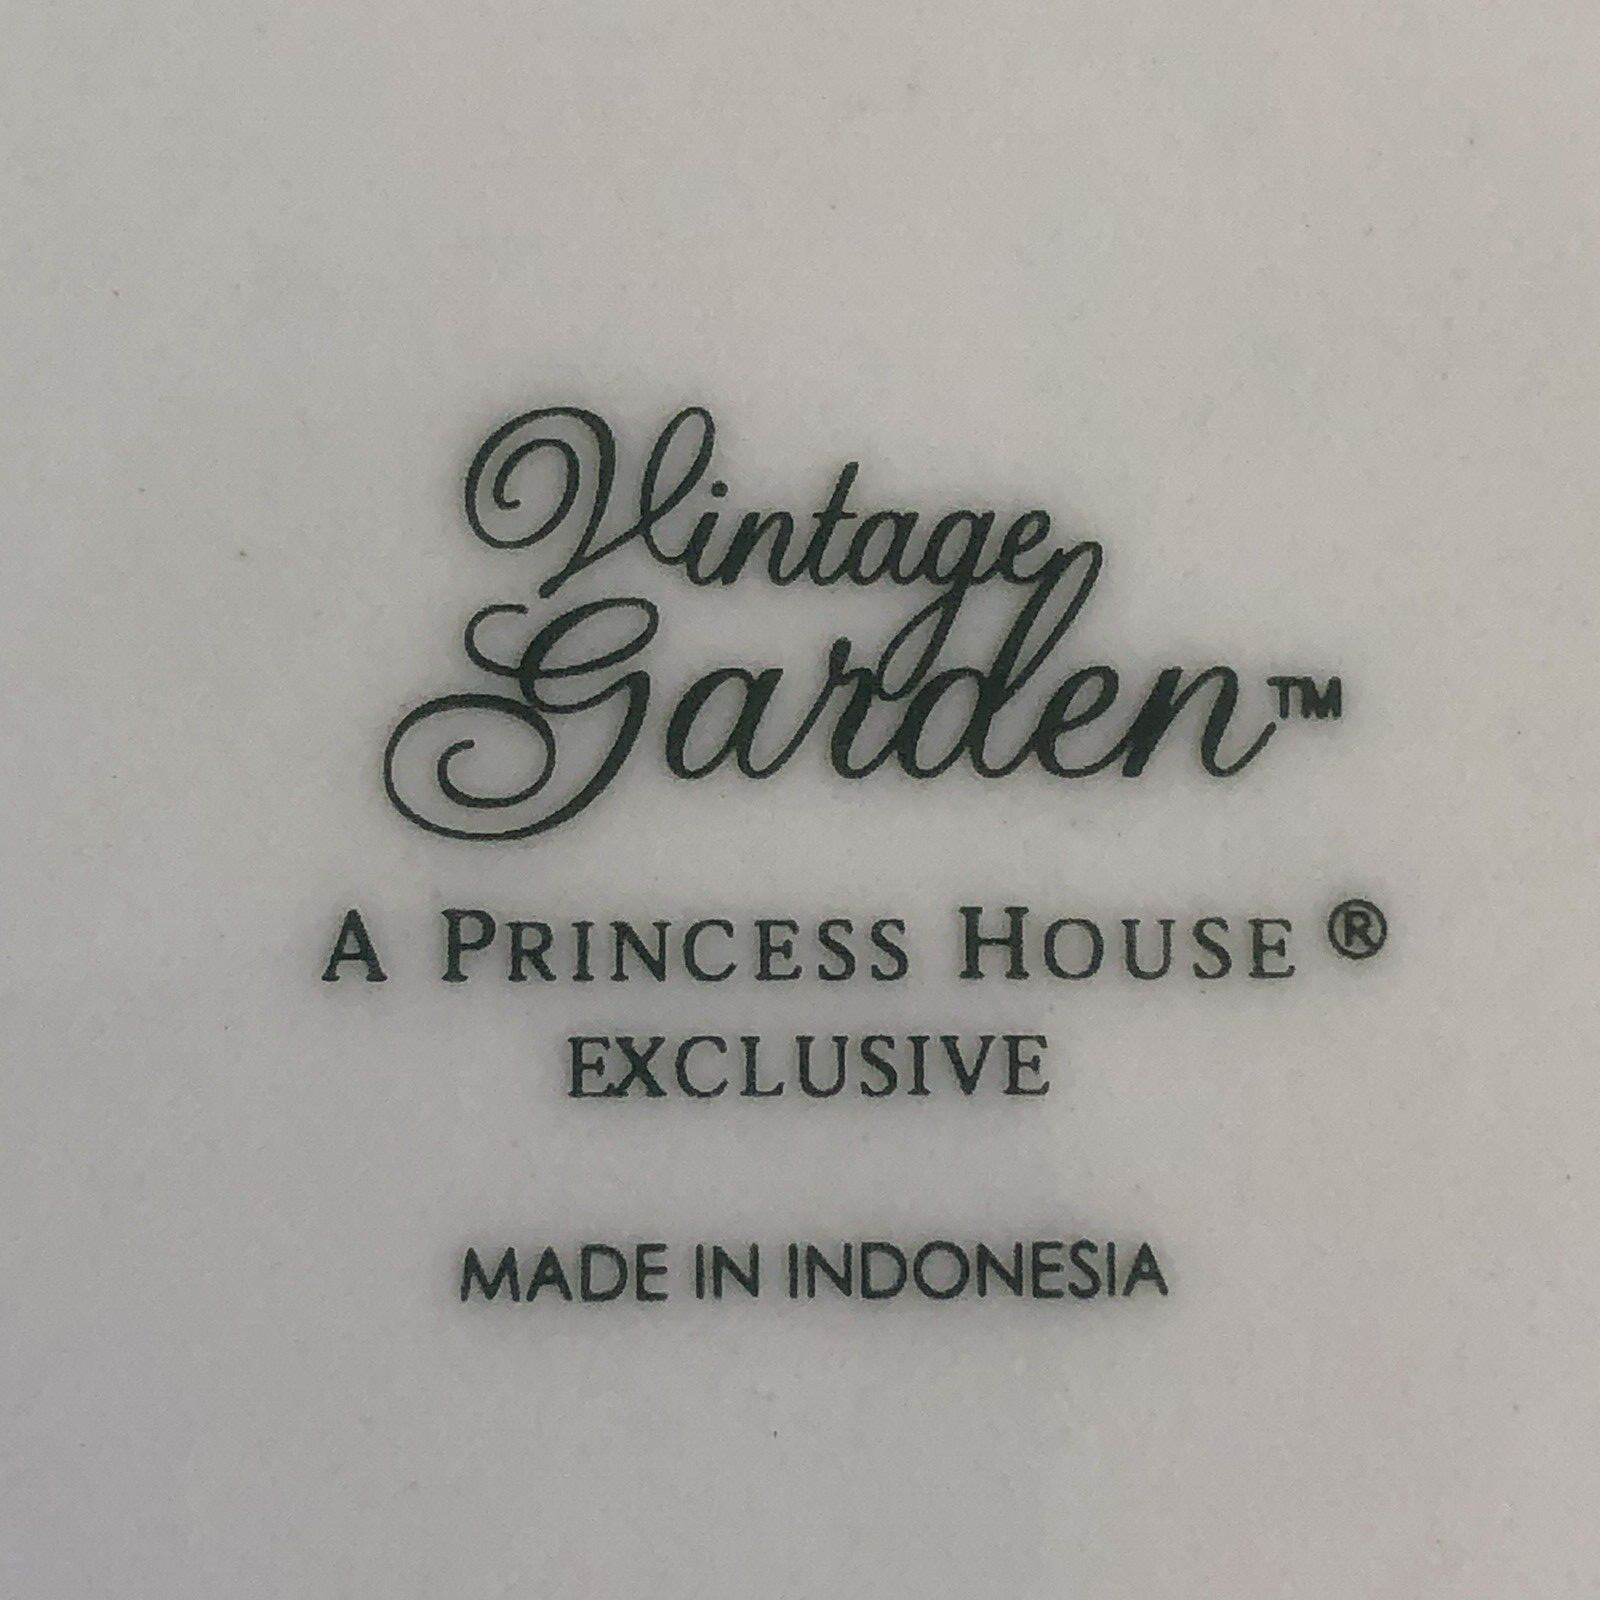 Vintage
Garden™
A PRINCESS HOUSE ®
EXCLUSIVE
MADE IN INDONESIA